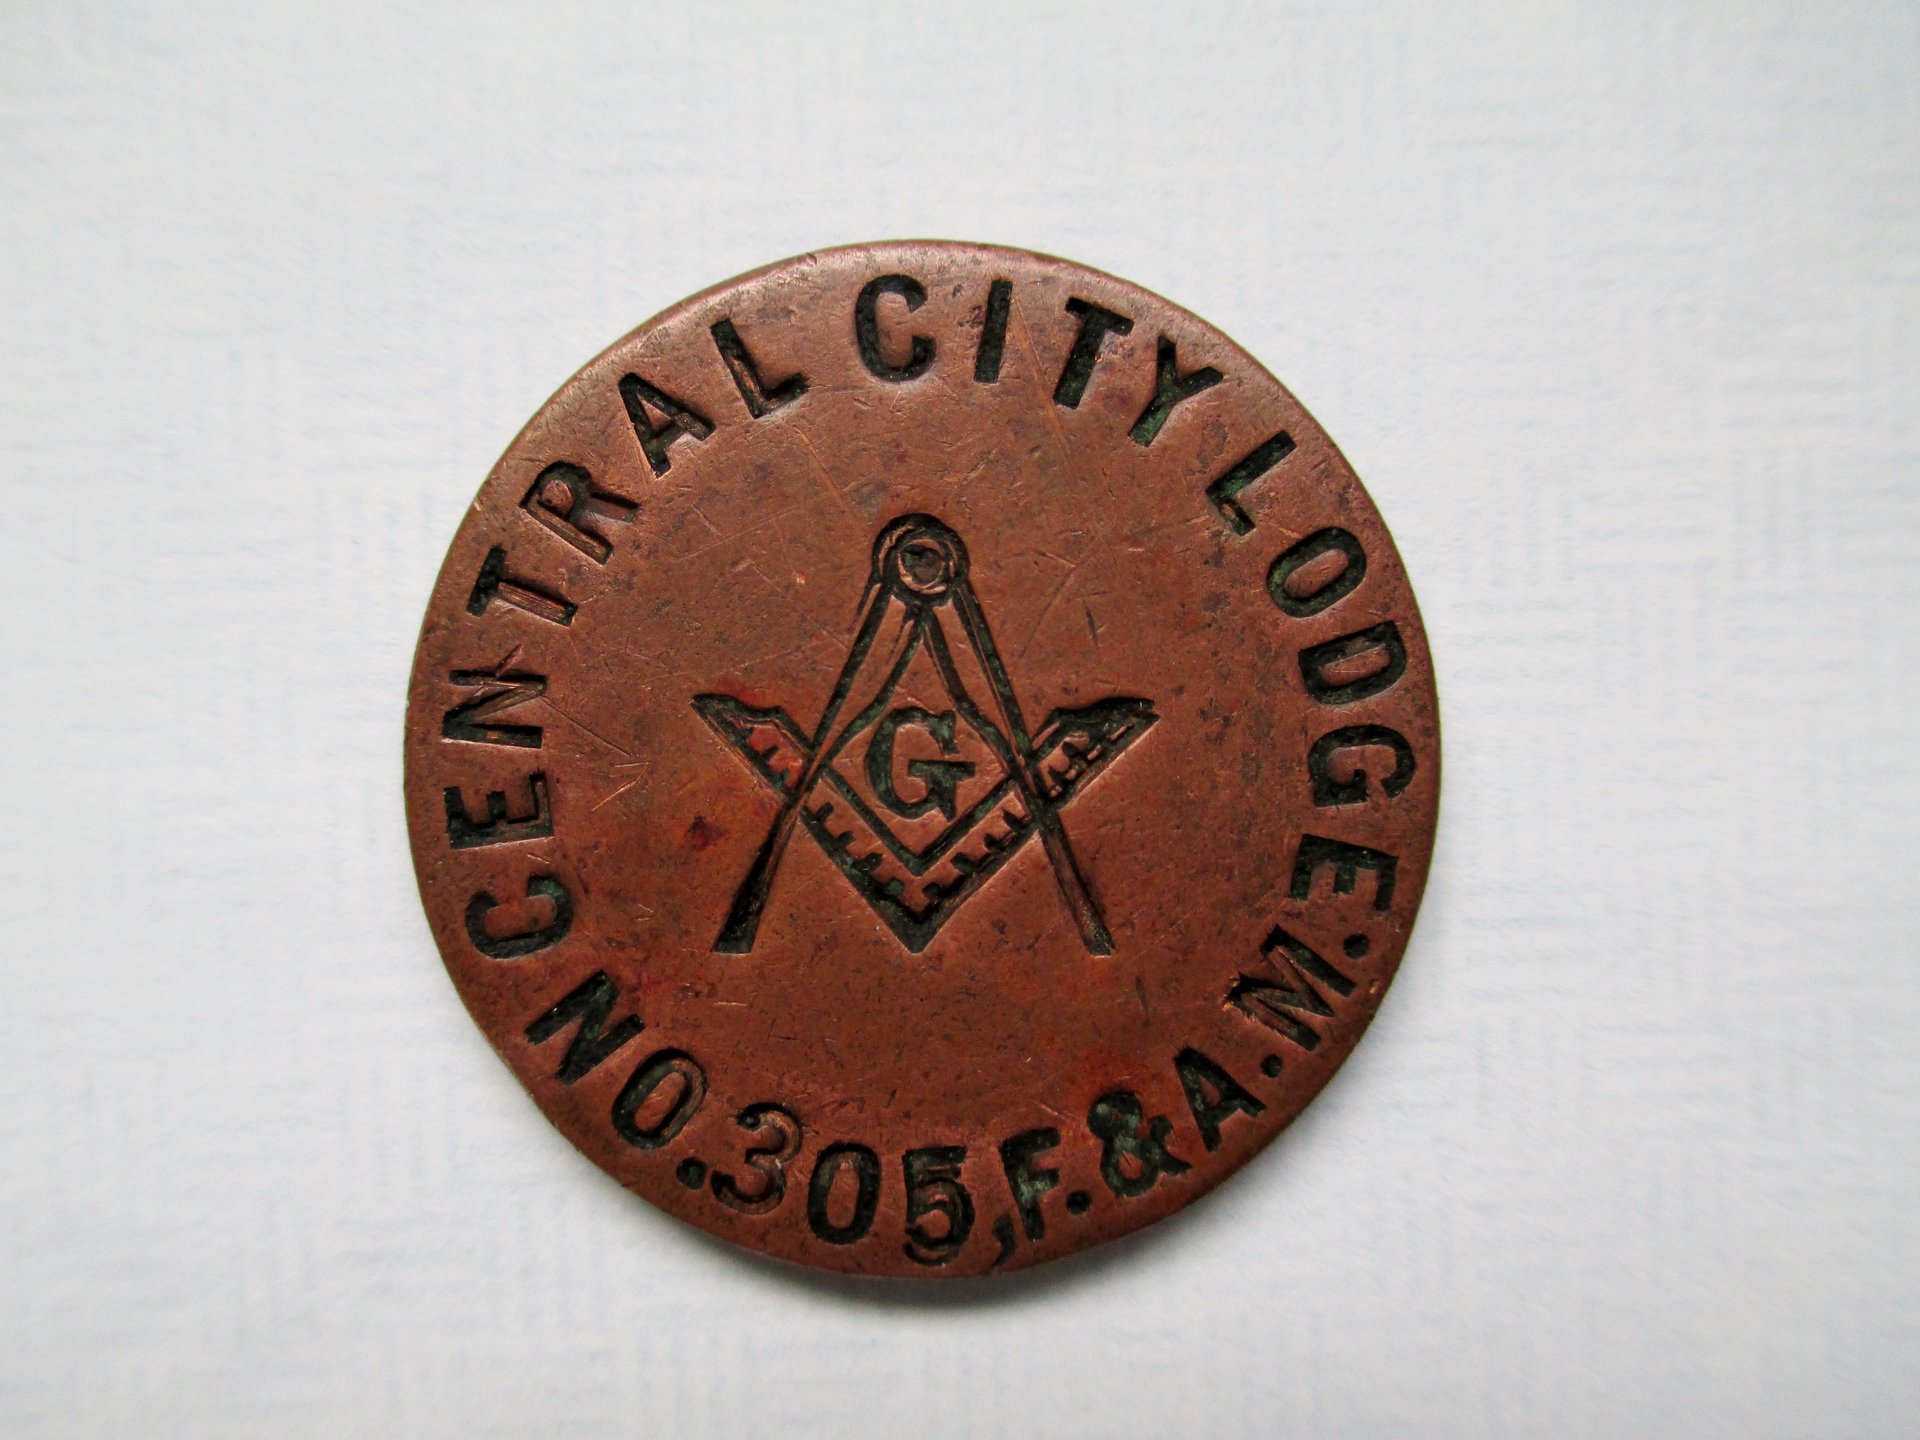 CENTRAL CITY LODGE
NO. 305, F. & A. M.
G